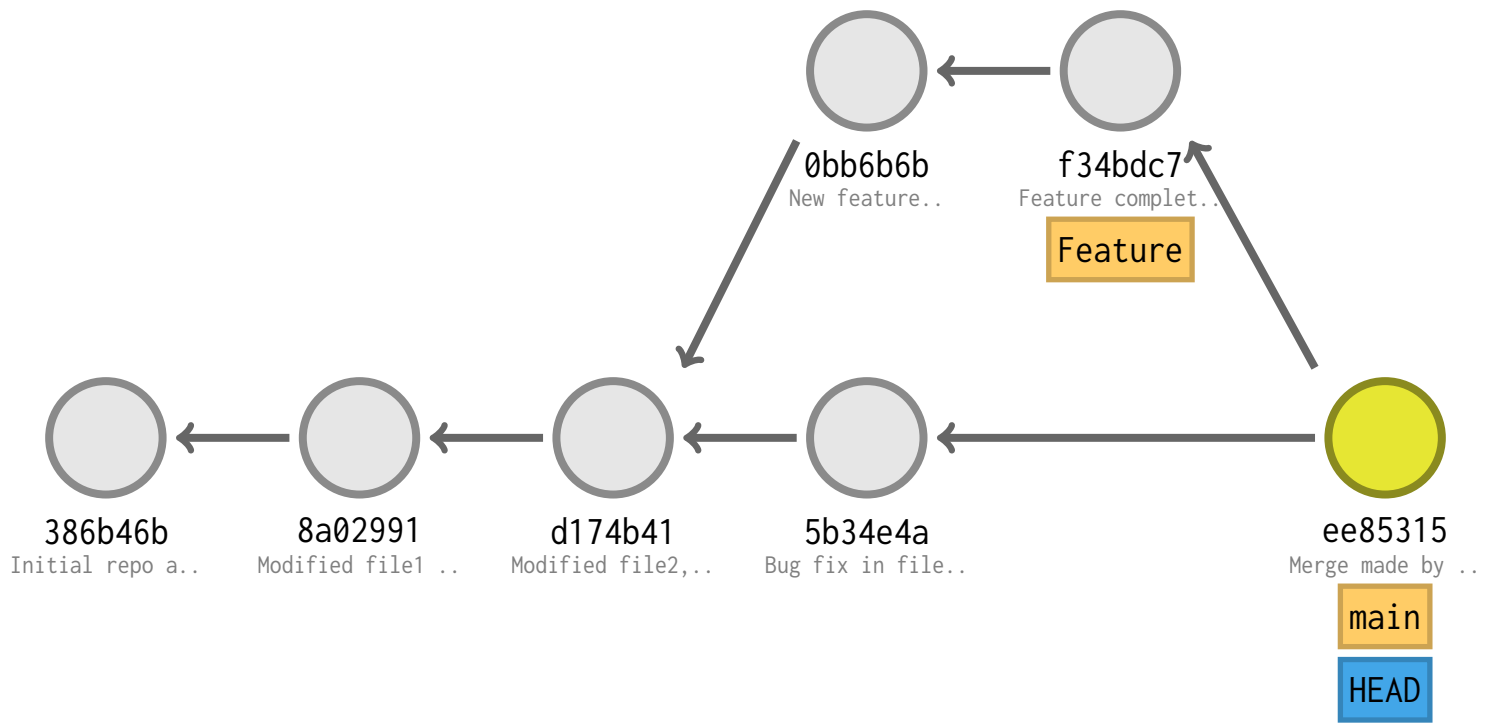 0bb6b6b
New feature..
f34bdc7
Feature complet..
Feature
386b46b
Initial repo a..
8a02991
Modified file1 ..
d174b41
Modified file2,..
5b34e4a
Bug fix in file..
ee85315
Merge made by ..
main
HEAD